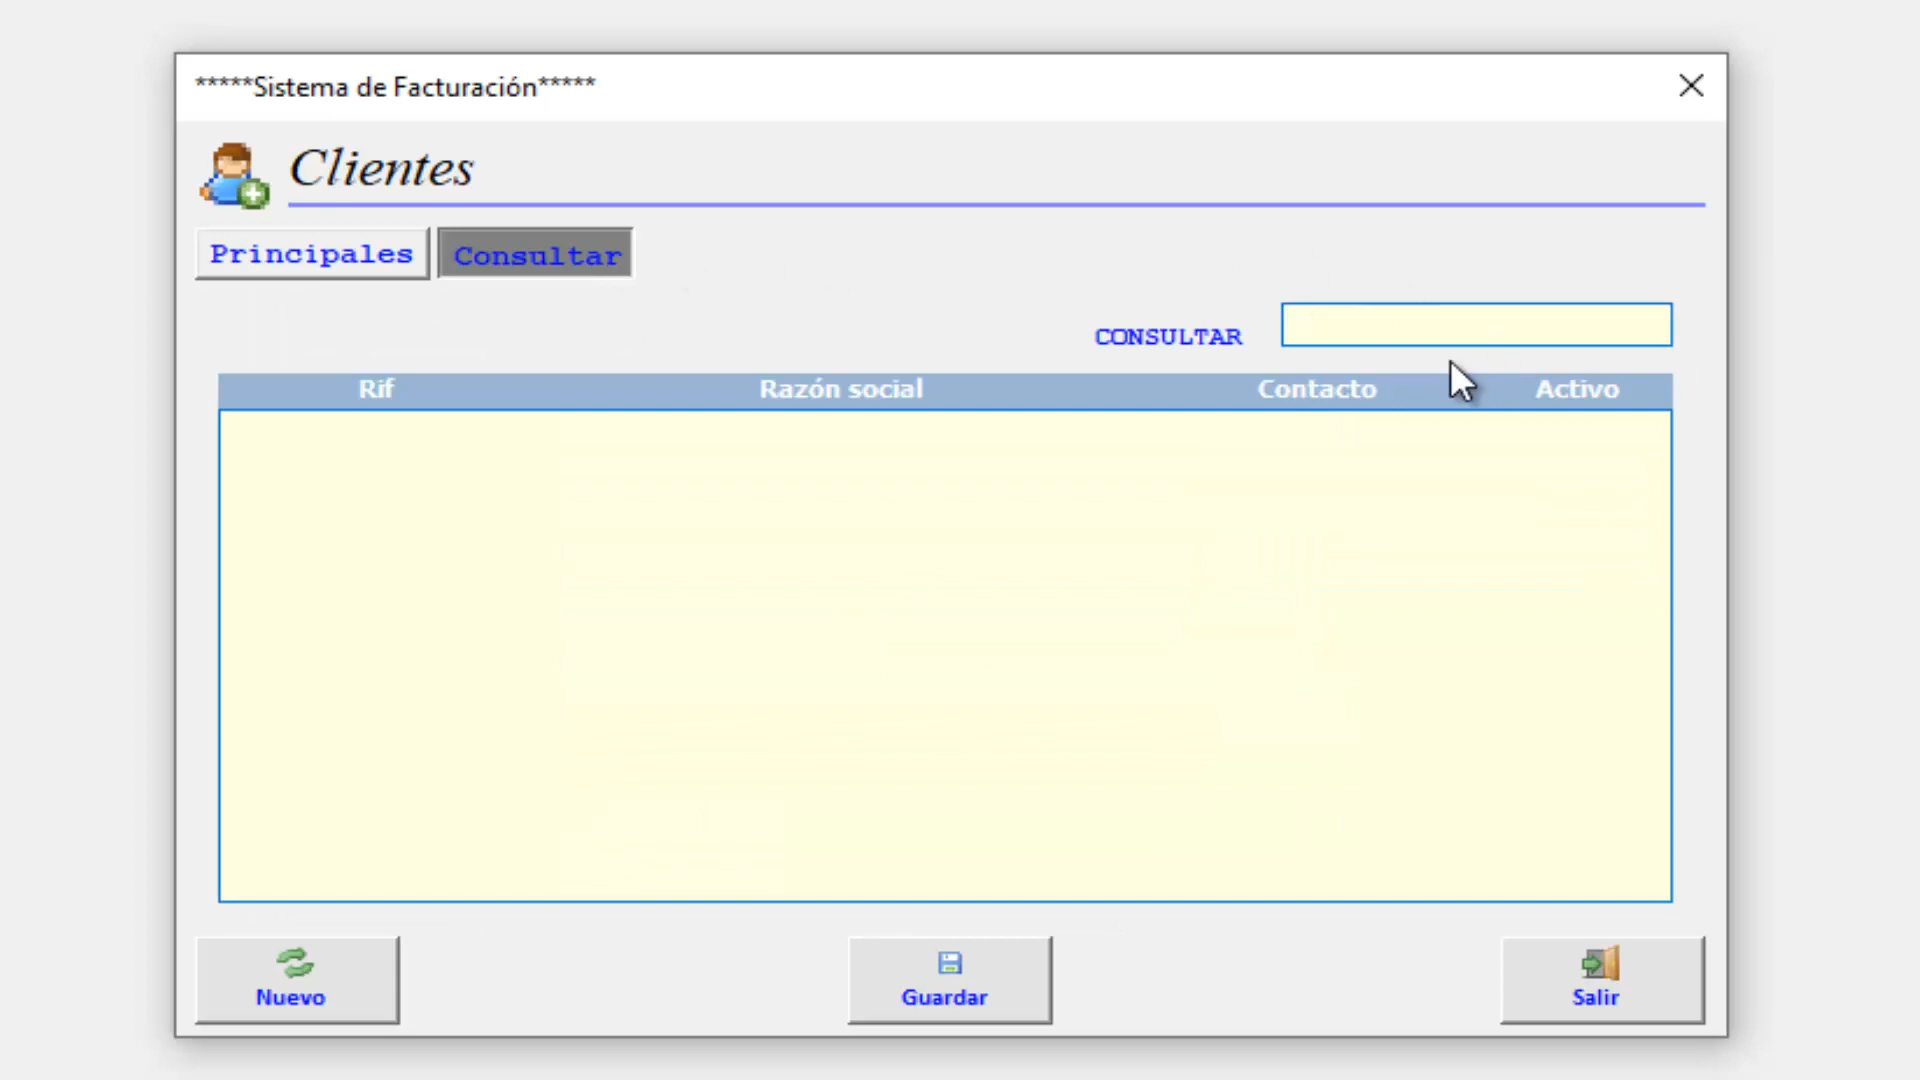 *****Sistema de Facturación*****
Clientes
Principales Consultar
CONSULTAR
Rif Razón social Contacto Activo
Nuevo Guardar Salir